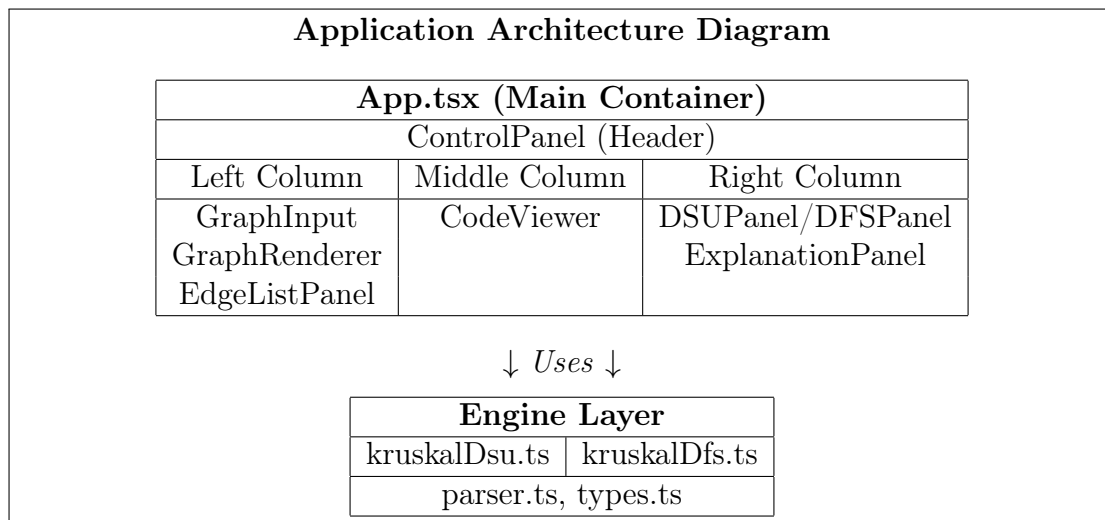 Application Architecture Diagram
App.tsx (Main Container)
ControlPanel (Header)
Left Column Middle Column Right Column
GraphInput CodeViewer DSUPanel/DFSPanel
GraphRenderer ExplanationPanel
EdgeListPanel
↓ Uses ↓
Engine Layer
kruskalDsu.ts kruskalDfs.ts
parser.ts, types.ts